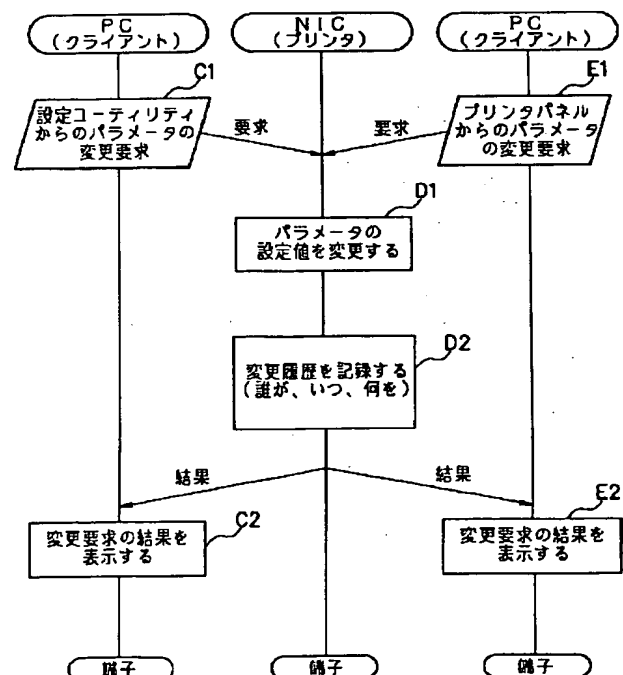 PC
(クライアント)
NIC
(プリンタ)
PC
(クライアント)
C1
E1
設定ユーティリティ
からのパラメータの
変更要求
要求
要求
プリンタパネル
からのパラメータ
の変更要求
D1
パラメータの
設定値を変更する
D2
変更履歴を記録する
(誰が、いつ、何を)
結果
結果
C2
E2
変更要求の結果を
表示する
変更要求の結果を
表示する
端子
端子
端子